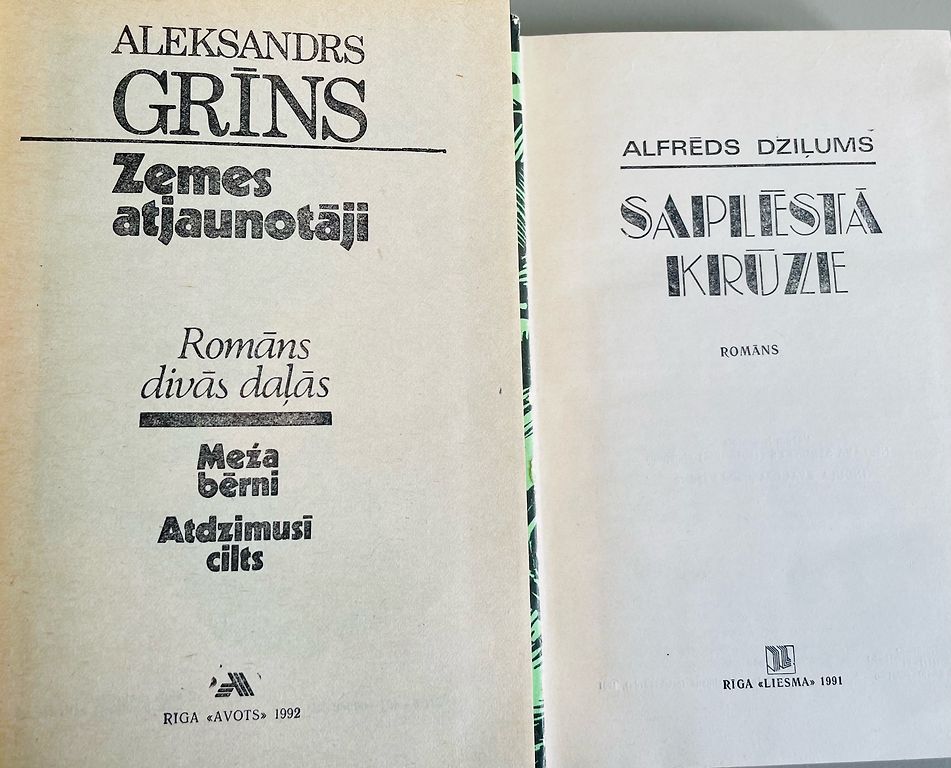 ALEKSANDRS
GRĪNS
Zemes
atjaunotāji
Romāns
divās daļās
Meža
bērni
Atdzimusī
cilts
RIGA «AVOTS» 1992
ALFRĒDS DZIĻUMS
SAPLĒSTĀ
KRŪZE
ROMĀNS
RIGA «LIESMA» 1991